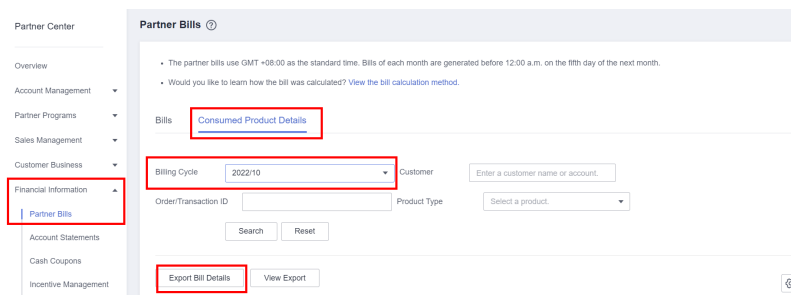 Partner Center
Overview
Account Management
Partner Programs
Sales Management
Customer Business
Financial Information
Partner Bills
Account Statements
Cash Coupons
Incentive Management
Partner Bills ?
• The partner bills use GMT +08:00 as the standard time. Bills of each month are generated before 12:00 a.m. on the fifth day of the next month.
• Would you like to learn how the bill was calculated? View the bill calculation method.
Bills Consumed Product Details
Billing Cycle 2022/10 Customer Enter a customer name or account.
Order/Transaction ID Product Type Select a product.
Search Reset
Export Bill Details View Export